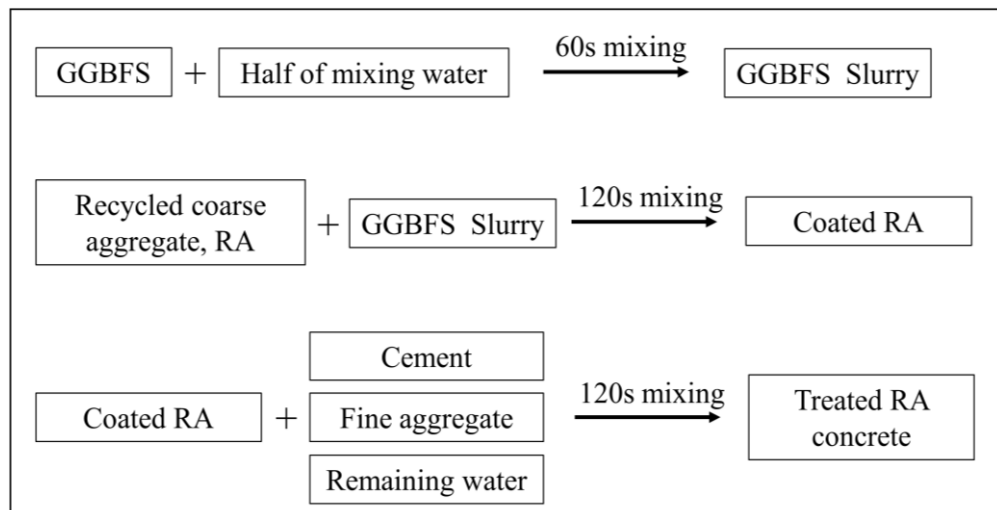 60s mixing
GGBFS + Half of mixing water GGBFS Slurry
120s mixing
Recycled coarse
aggregate, RA
+ GGBFS Slurry
Coated RA
Cement
120s mixing
Coated RA + Fine aggregate
Treated RA
concrete
Remaining water